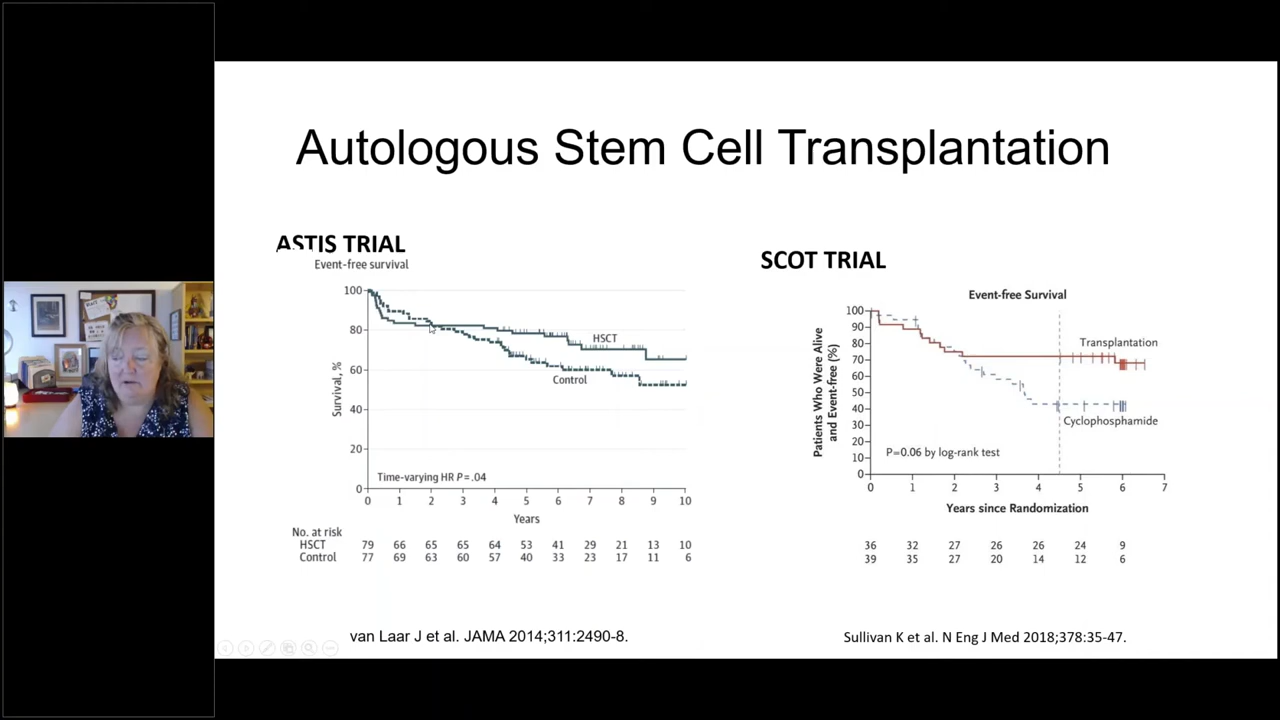 Autologous Stem Cell Transplantation
ASTIS TRIAL
Event-free survival
100
80
60
40
20
0
Survival, %
HSCT
Control
Time-varying HR P = .04
0 1 2 3 4 5 6 7 8 9 10
Years
No. at risk
HSCT 79 66 65 65 64 53 41 29 21 13 10
Control 77 69 63 60 57 40 33 23 17 11 6
van Laar J et al. JAMA 2014;311:2490-8.
SCOT TRIAL
Event-free Survival
Patients Who Were Alive
and Event-free (%)
100
90
80
70
60
50
40
30
20
10
0
Transplantation
Cyclophosphamide
P=0.06 by log-rank test
0 1 2 3 4 5 6 7
Years since Randomization
36 32 27 26 26 24 9
39 35 27 20 14 12 6
Sullivan K et al. N Eng J Med 2018;378:35-47.